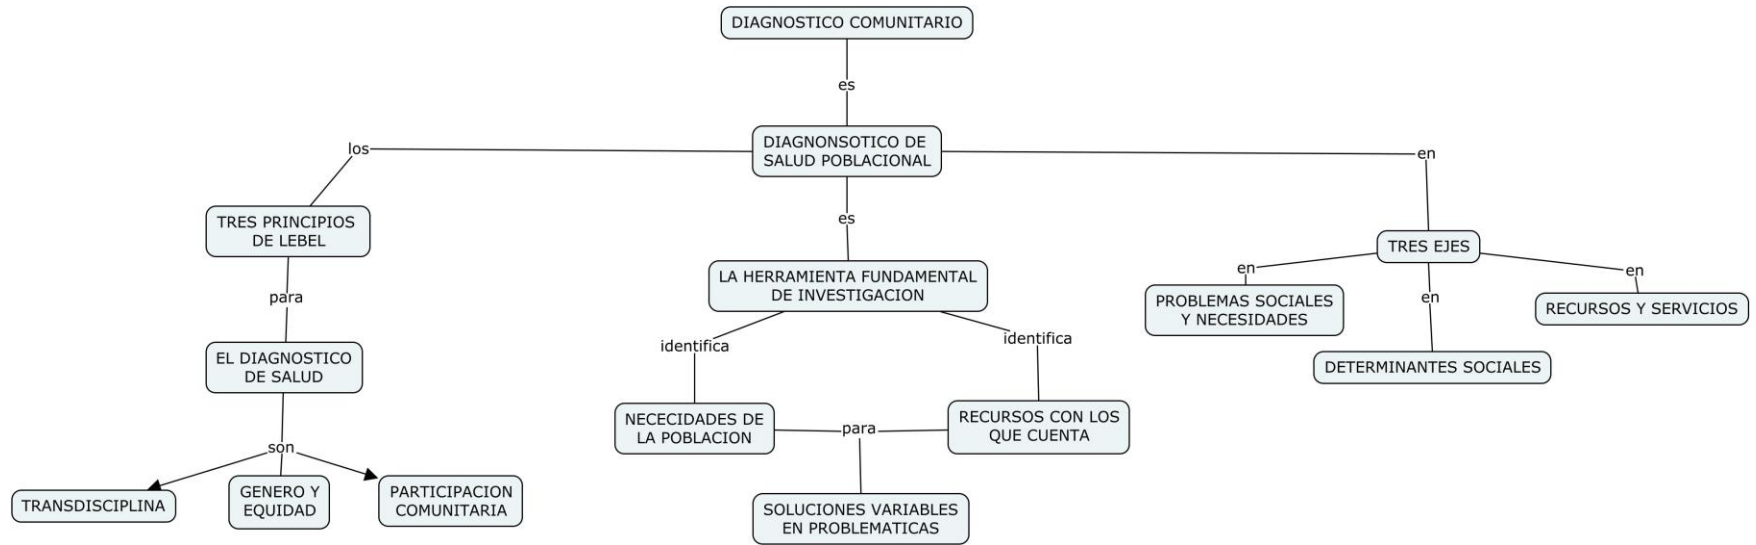 DIAGNOSTICO COMUNITARIO
es
DIAGNONSOTICO DE
SALUD POBLACIONAL
los
en
TRES PRINCIPIOS
DE LEBEL
para
EL DIAGNOSTICO
DE SALUD
son
TRANSDISCIPLINA
GENERO Y
EQUIDAD
PARTICIPACION
COMUNITARIA
es
LA HERRAMIENTA FUNDAMENTAL
DE INVESTIGACION
identifica
identifica
NECECIDADES DE
LA POBLACION
para
RECURSOS CON LOS
QUE CUENTA
SOLUCIONES VARIABLES
EN PROBLEMATICAS
TRES EJES
en
en
en
PROBLEMAS SOCIALES
Y NECESIDADES
DETERMINANTES SOCIALES
RECURSOS Y SERVICIOS